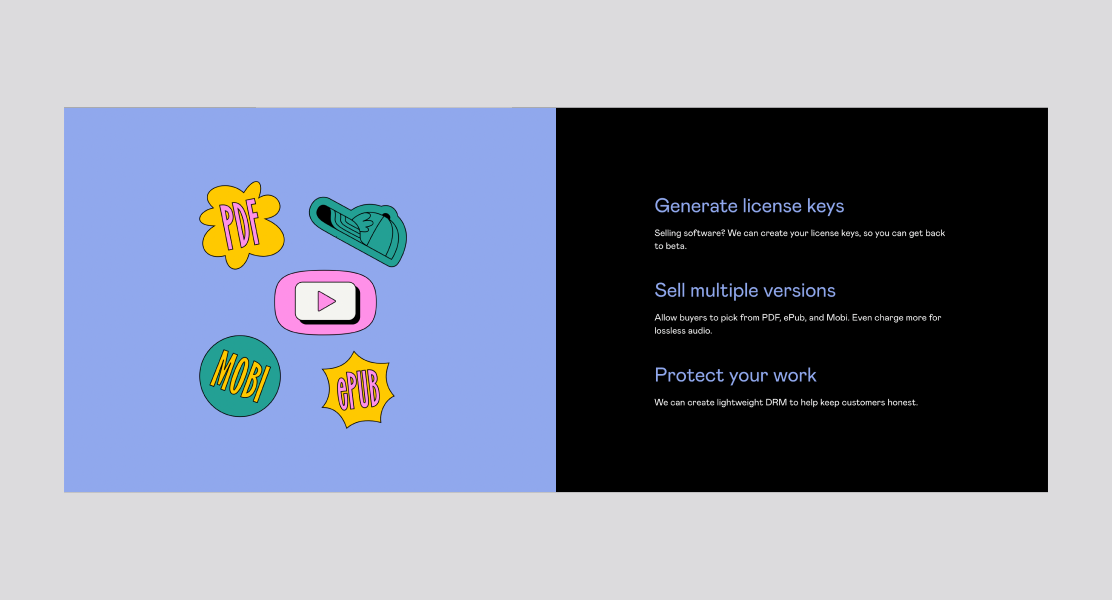 PDF
MOBI
ePUB
Generate license keys
Selling software? We can create your license keys, so you can get back
to beta.
Sell multiple versions
Allow buyers to pick from PDF, ePub, and Mobi. Even charge more for
lossless audio.
Protect your work
We can create lightweight DRM to help keep customers honest.